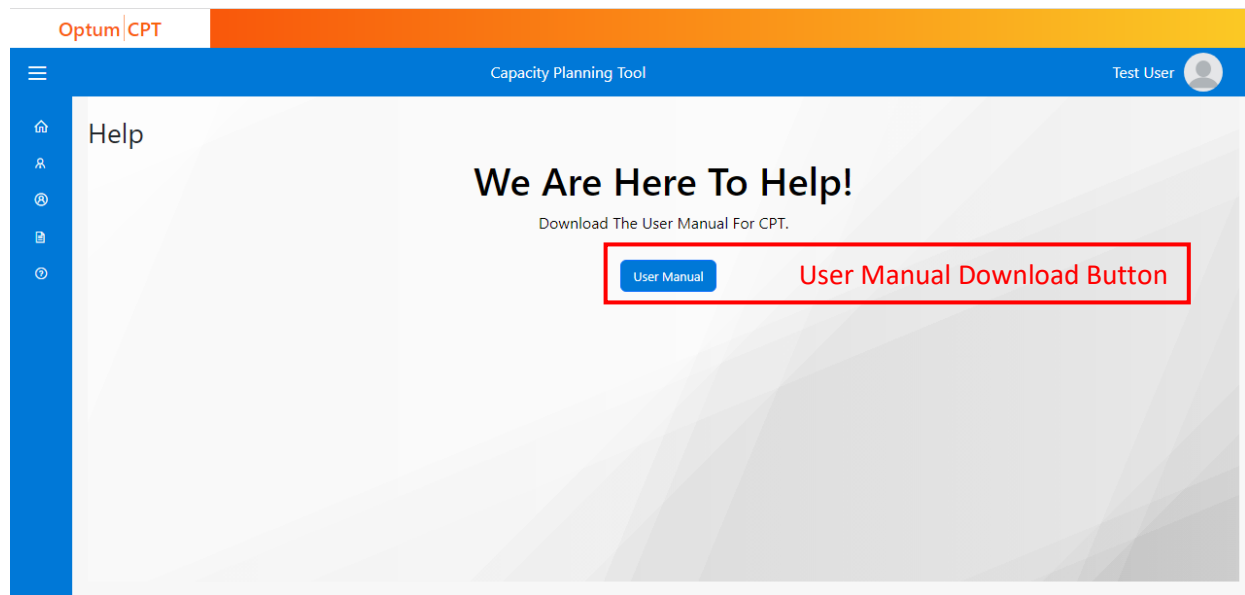 Optum CPT
Capacity Planning Tool
Test User
Help
We Are Here To Help!
Download The User Manual For CPT.
User Manual
User Manual Download Button